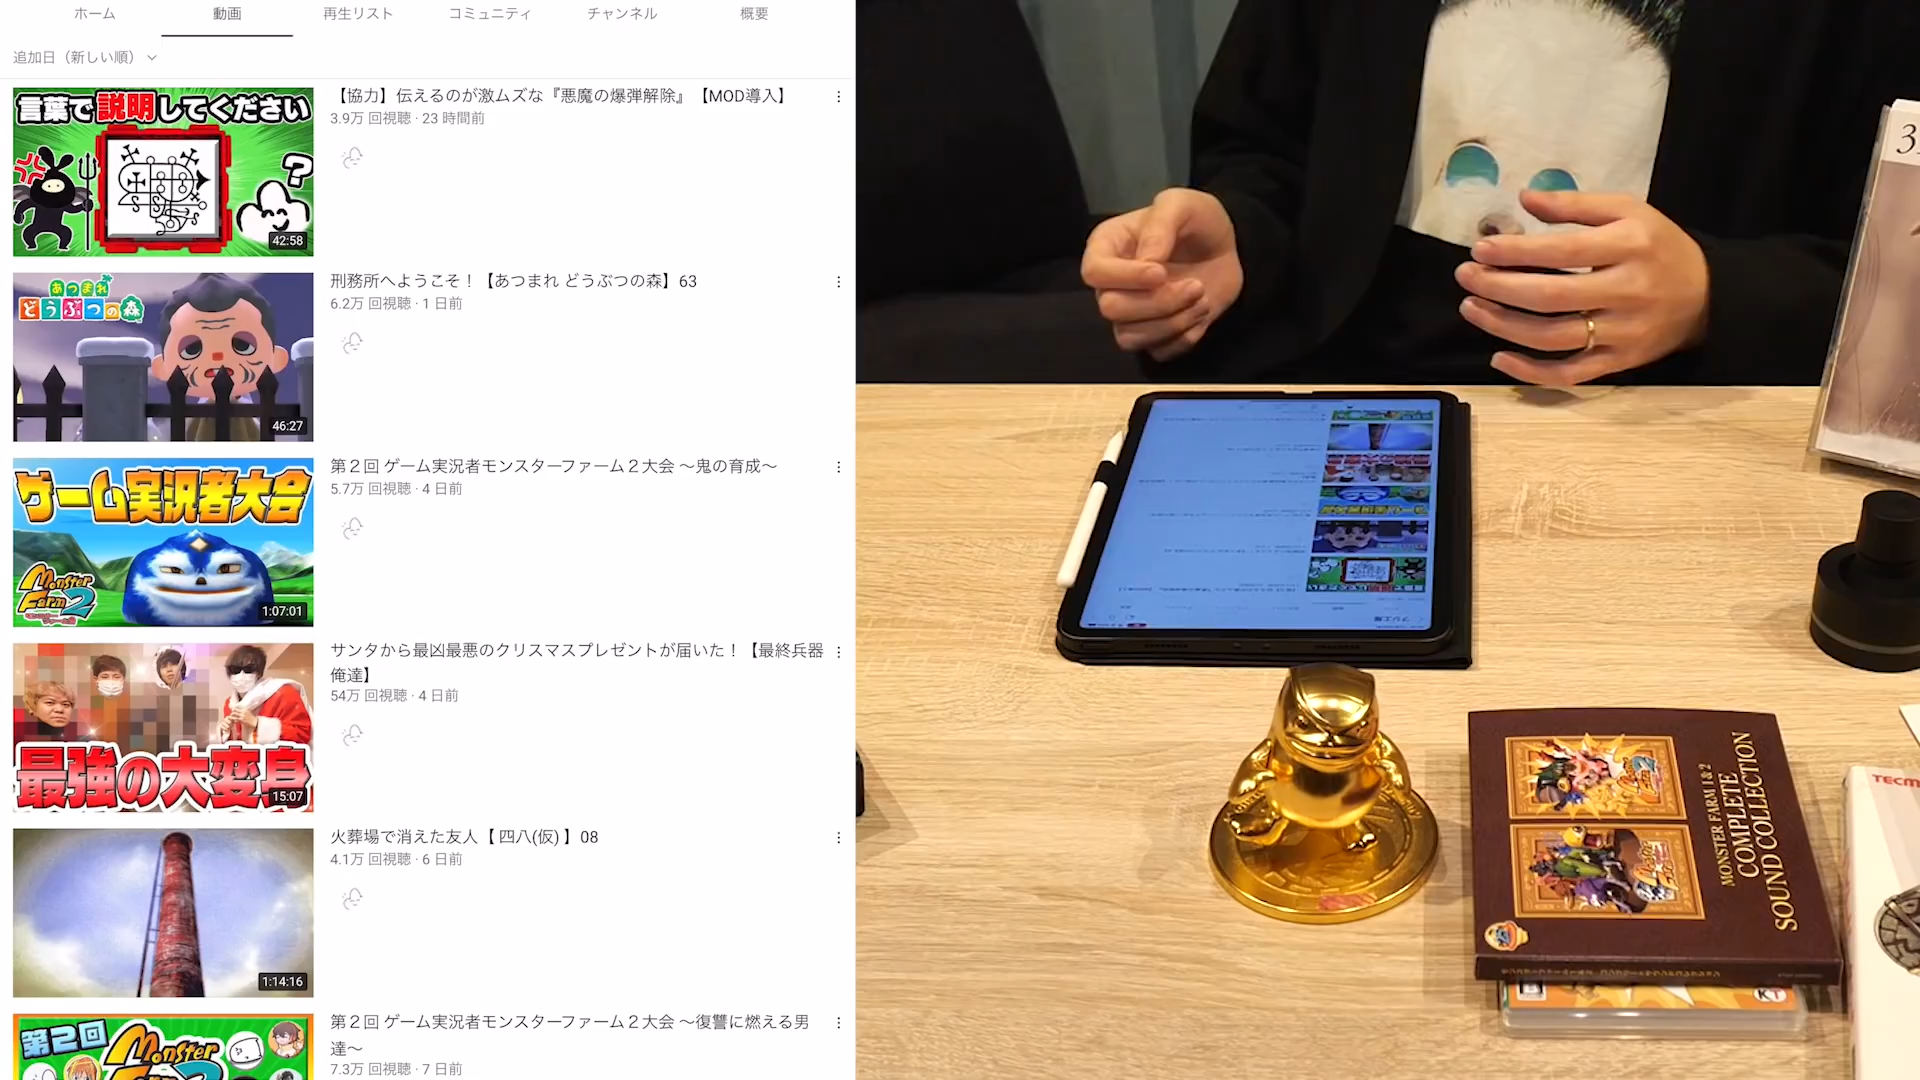 ホーム
動画
再生リスト
コミュニティ
チャンネル
概要
追加日（新しい順）
言葉で説明してください
?
42:58
【協力】伝えるのが激ムズな『悪魔の爆弾解除』【MOD導入】
3.9万 回視聴 · 23 時間前
あつまれ
どうぶつの森
46:27
刑務所へようこそ！【あつまれ どうぶつの森】63
6.2万 回視聴 · 1 日前
ゲーム実況者大会
Monster Farm 2
1:07:01
第２回 ゲーム実況者モンスターファーム２大会 〜鬼の育成〜
5.7万 回視聴 · 4 日前
最強の大変身
15:07
サンタから最凶最悪のクリスマスプレゼントが届いた！【最終兵器
俺達】
54万 回視聴 · 4 日前
1:14:16
火葬場で消えた友人【 四八(仮) 】08
4.1万 回視聴 · 6 日前
第2回
Monster
第２回 ゲーム実況者モンスターファーム２大会 〜復讐に燃える男
達〜
7.3万 回視聴 · 7 日前
MONSTER FARM 1 & 2
COMPLETE
SOUND COLLECTION
KT
TECM